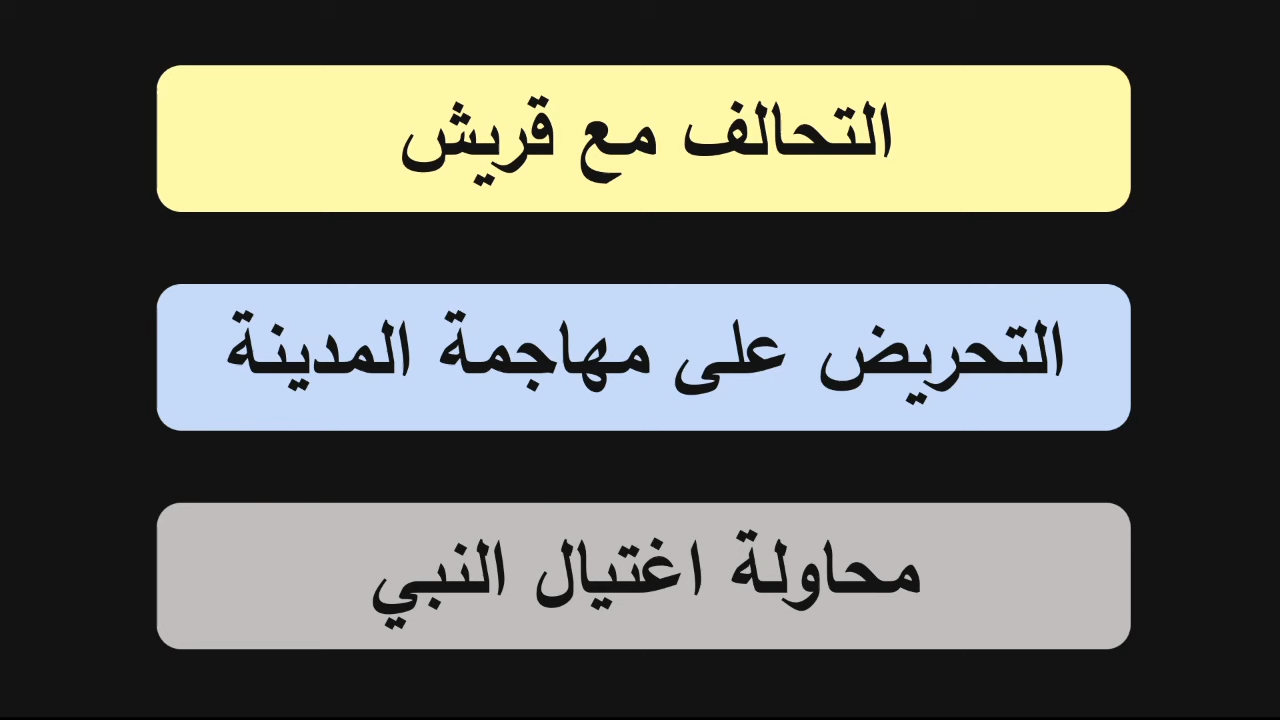 التحالف مع قريش
التحريض على مهاجمة المدينة
محاولة اغتيال النبي